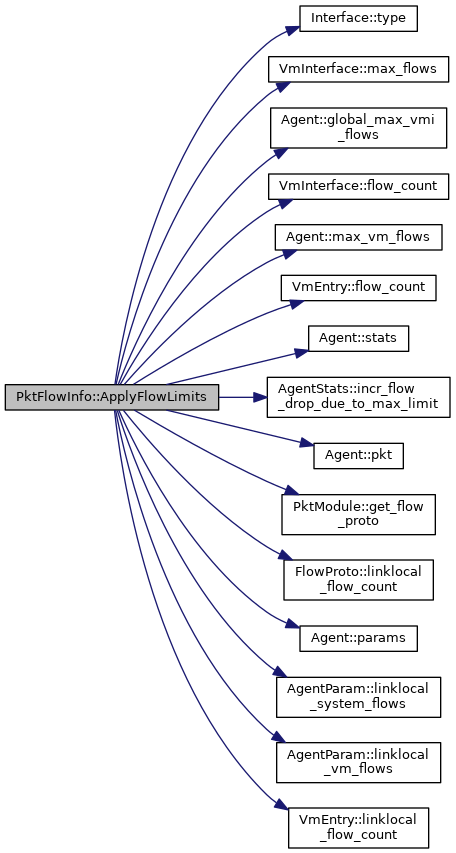 Interface::type
VmInterface::max_flows
Agent::global_max_vmi
_flows
VmInterface::flow_count
Agent::max_vm_flows
VmEntry::flow_count
Agent::stats
PktFlowInfo::ApplyFlowLimits
AgentStats::incr_flow
_drop_due_to_max_limit
Agent::pkt
PktModule::get_flow
_proto
FlowProto::linklocal
_flow_count
Agent::params
AgentParam::linklocal
_system_flows
AgentParam::linklocal
_vm_flows
VmEntry::linklocal
_flow_count